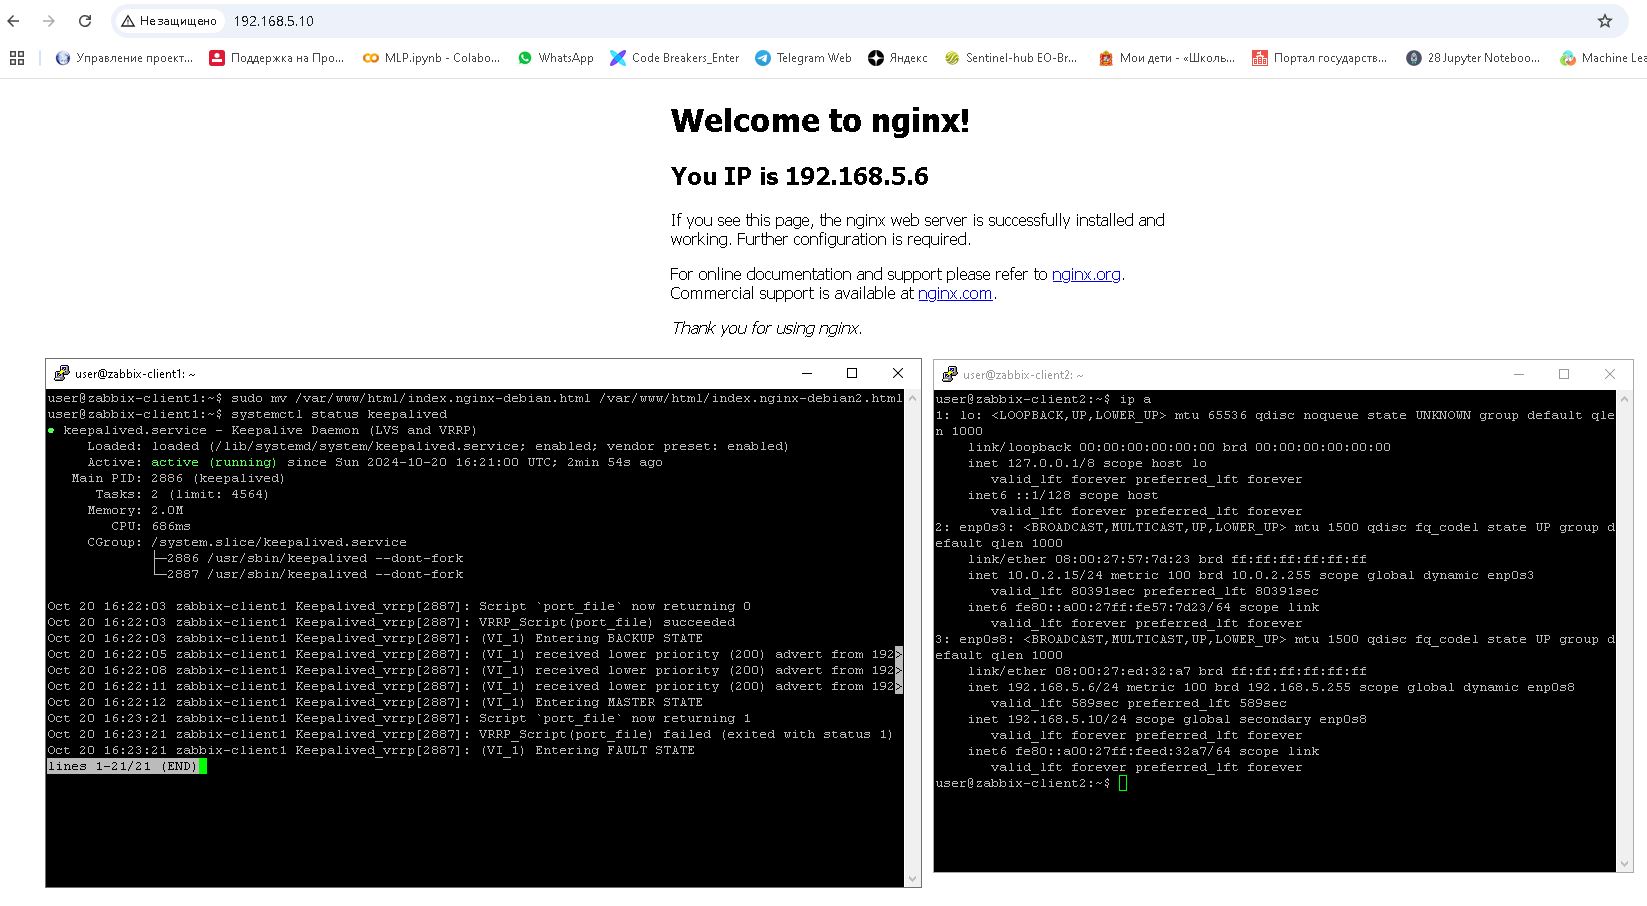 Не защищено 192.168.5.10
Управление проект... Поддержка на Про... MLP.ipynb - Colabo... WhatsApp Code Breakers_Enter Telegram Web Яндекс Sentinel-hub EO-Br... Мои дети - «Школь... Портал государств... 28 Jupyter Noteboo... Machine Lea
Welcome to nginx!
You IP is 192.168.5.6
If you see this page, the nginx web server is successfully installed and
working. Further configuration is required.
For online documentation and support please refer to nginx.org.
Commercial support is available at nginx.com.
Thank you for using nginx.
user@zabbix-client1: ~
user@zabbix-client1:~$ sudo mv /var/www/html/index.nginx-debian.html /var/www/html/index.nginx-debian2.html
user@zabbix-client1:~$ systemctl status keepalived
● keepalived.service - Keepalive Daemon (LVS and VRRP)
Loaded: loaded (/lib/systemd/system/keepalived.service; enabled; vendor preset: enabled)
Active: active (running) since Sun 2024-10-20 16:21:00 UTC; 2min 54s ago
Main PID: 2886 (keepalived)
Tasks: 2 (limit: 4564)
Memory: 2.0M
CPU: 686ms
CGroup: /system.slice/keepalived.service
├─2886 /usr/sbin/keepalived --dont-fork
└─2887 /usr/sbin/keepalived --dont-fork
Oct 20 16:22:03 zabbix-client1 Keepalived_vrrp[2887]: Script `port_file` now returning 0
Oct 20 16:22:03 zabbix-client1 Keepalived_vrrp[2887]: VRRP_Script(port_file) succeeded
Oct 20 16:22:03 zabbix-client1 Keepalived_vrrp[2887]: (VI_1) Entering BACKUP STATE
Oct 20 16:22:05 zabbix-client1 Keepalived_vrrp[2887]: (VI_1) received lower priority (200) advert from 192>
Oct 20 16:22:08 zabbix-client1 Keepalived_vrrp[2887]: (VI_1) received lower priority (200) advert from 192>
Oct 20 16:22:11 zabbix-client1 Keepalived_vrrp[2887]: (VI_1) received lower priority (200) advert from 192>
Oct 20 16:22:12 zabbix-client1 Keepalived_vrrp[2887]: (VI_1) Entering MASTER STATE
Oct 20 16:23:21 zabbix-client1 Keepalived_vrrp[2887]: Script `port_file` now returning 1
Oct 20 16:23:21 zabbix-client1 Keepalived_vrrp[2887]: VRRP_Script(port_file) failed (exited with status 1)
Oct 20 16:23:21 zabbix-client1 Keepalived_vrrp[2887]: (VI_1) Entering FAULT STATE
lines 1-21/21 (END)
user@zabbix-client2: ~
user@zabbix-client2:~$ ip a
1: lo: <LOOPBACK,UP,LOWER_UP> mtu 65536 qdisc noqueue state UNKNOWN group default qle
n 1000
link/loopback 00:00:00:00:00:00 brd 00:00:00:00:00:00
inet 127.0.0.1/8 scope host lo
valid_lft forever preferred_lft forever
inet6 ::1/128 scope host
valid_lft forever preferred_lft forever
2: enp0s3: <BROADCAST,MULTICAST,UP,LOWER_UP> mtu 1500 qdisc fq_codel state UP group d
efault qlen 1000
link/ether 08:00:27:57:7d:23 brd ff:ff:ff:ff:ff:ff
inet 10.0.2.15/24 metric 100 brd 10.0.2.255 scope global dynamic enp0s3
valid_lft 80391sec preferred_lft 80391sec
inet6 fe80::a00:27ff:fe57:7d23/64 scope link
valid_lft forever preferred_lft forever
3: enp0s8: <BROADCAST,MULTICAST,UP,LOWER_UP> mtu 1500 qdisc fq_codel state UP group d
efault qlen 1000
link/ether 08:00:27:ed:32:a7 brd ff:ff:ff:ff:ff:ff
inet 192.168.5.6/24 metric 100 brd 192.168.5.255 scope global dynamic enp0s8
valid_lft 589sec preferred_lft 589sec
inet 192.168.5.10/24 scope global secondary enp0s8
valid_lft forever preferred_lft forever
inet6 fe80::a00:27ff:feed:32a7/64 scope link
valid_lft forever preferred_lft forever
user@zabbix-client2:~$